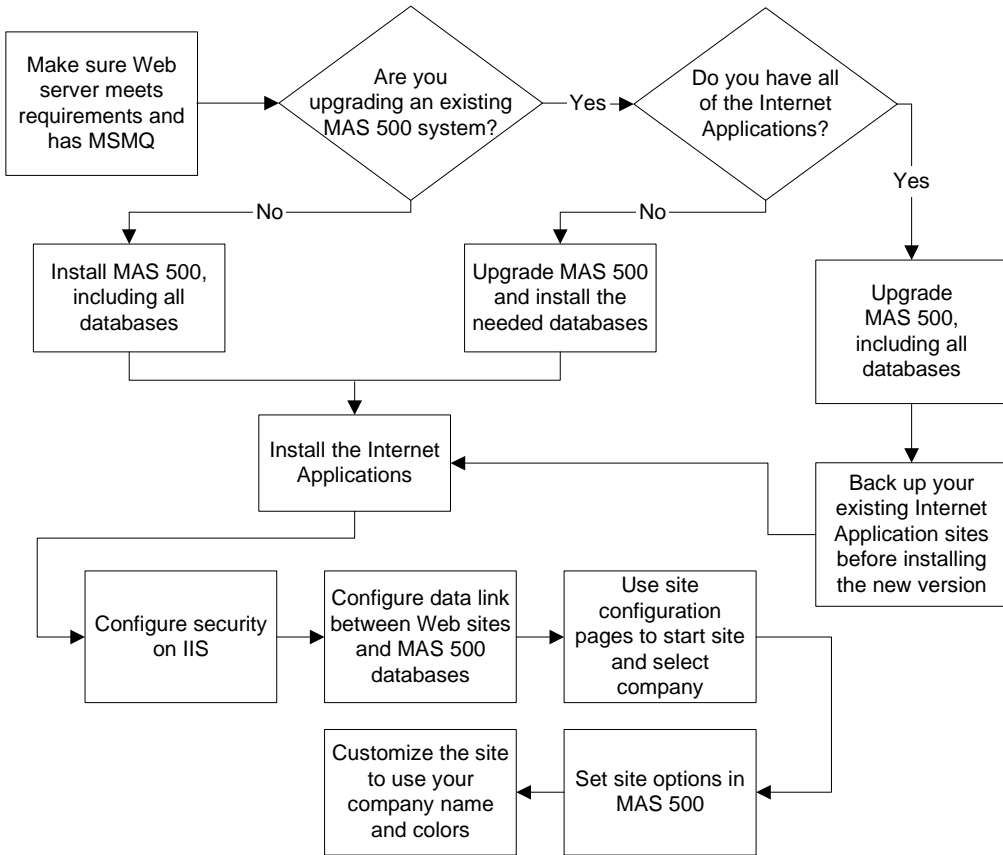 Make sure Web
server meets
requirements and
has MSMQ
Are you
upgrading an existing
MAS 500 system?
Yes
Do you have all
of the Internet
Applications?
Yes
No
No
Install MAS 500,
including all
databases
Upgrade MAS 500
and install the
needed databases
Upgrade
MAS 500,
including all
databases
Install the Internet
Applications
Back up your
existing Internet
Application sites
before installing
the new version
Configure security
on IIS
Configure data link
between Web sites
and MAS 500
databases
Use site
configuration
pages to start site
and select
company
Customize the site
to use your
company name
and colors
Set site options in
MAS 500